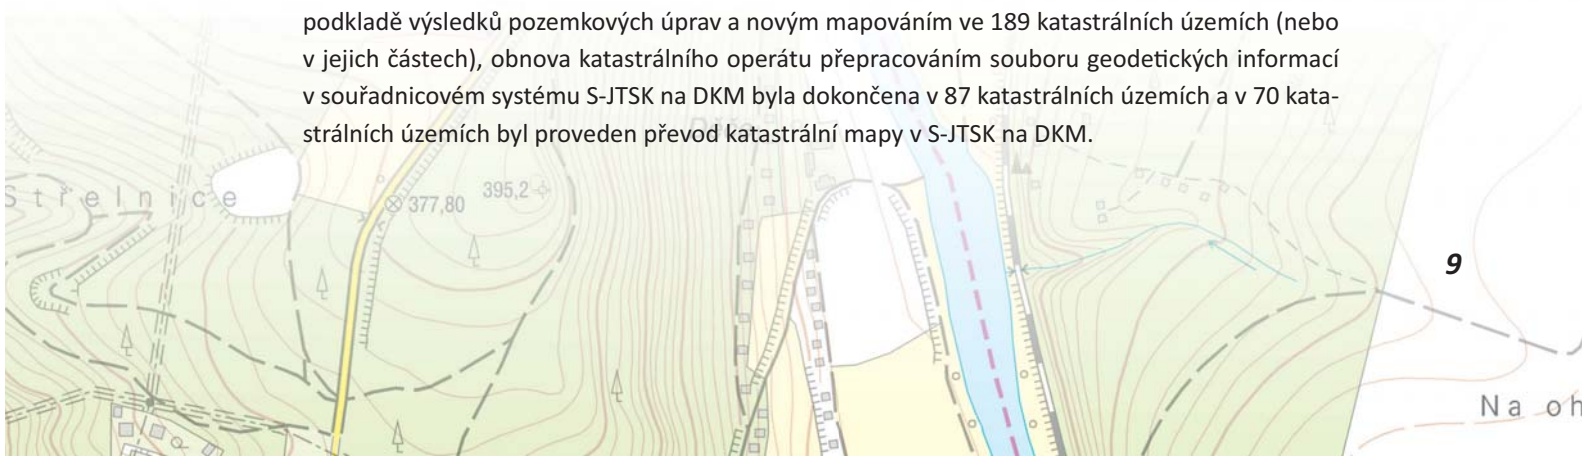 podkladě výsledků pozemkových úprav a novým mapováním ve 189 katastrálních územích (nebo
v jejich částech), obnova katastrálního operátu přepracováním souboru geodetických informací
v souřadnicovém systému S-JTSK na DKM byla dokončena v 87 katastrálních územích a v 70 kata-
strálních územích byl proveden převod katastrální mapy v S-JTSK na DKM.
Střelnice
377,80
395,2
9
Na oh